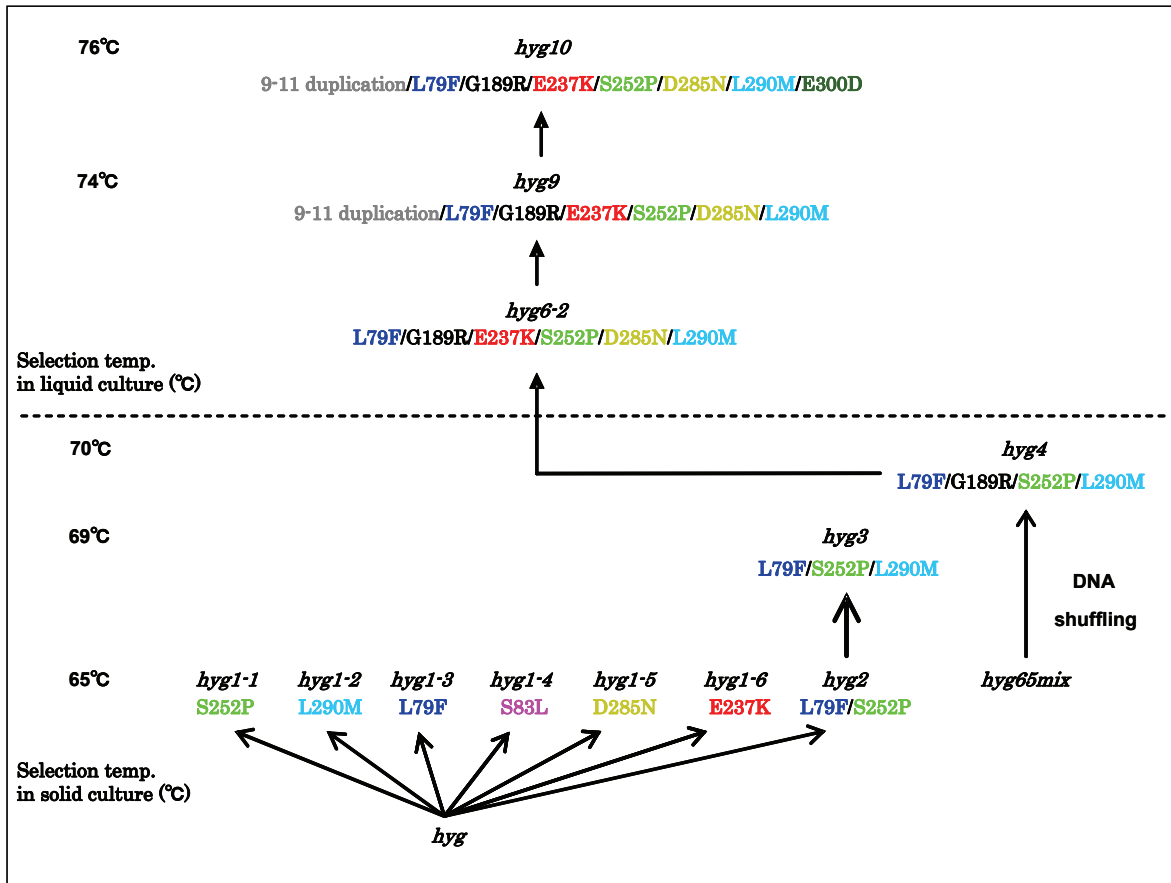 76℃
hyg10
9-11 duplication/L79F/G189R/E237K/S252P/D285N/L290M/E300D
74℃
hyg9
9-11 duplication/L79F/G189R/E237K/S252P/D285N/L290M
hyg6-2
L79F/G189R/E237K/S252P/D285N/L290M
Selection temp.
in liquid culture (℃)
70℃
hyg4
L79F/G189R/S252P/L290M
69℃
hyg3
L79F/S252P/L290M
DNA
shuffling
65℃
hyg1-1 hyg1-2 hyg1-3 hyg1-4 hyg1-5 hyg1-6 hyg2 hyg65mix
S252P L290M L79F S83L D285N E237K L79F/S252P
Selection temp.
in solid culture (℃)
hyg